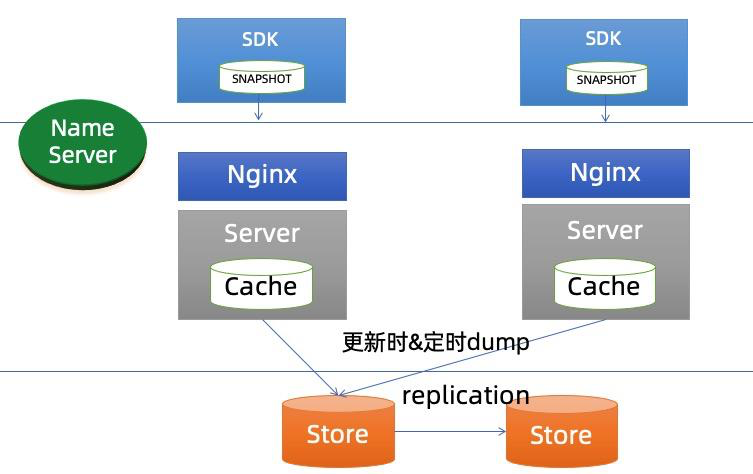 SDK
SNAPSHOT
SDK
SNAPSHOT
Name
Server
Nginx
Nginx
Server
Cache
Server
Cache
更新时&定时dump
replication
Store
Store